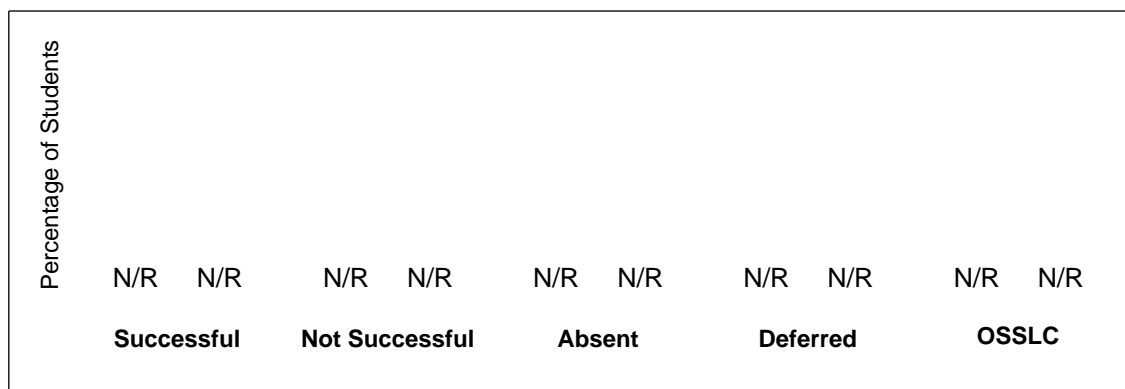 Percentage of Students
N/R N/R N/R N/R N/R N/R N/R N/R N/R N/R
Successful Not Successful Absent Deferred OSSLC